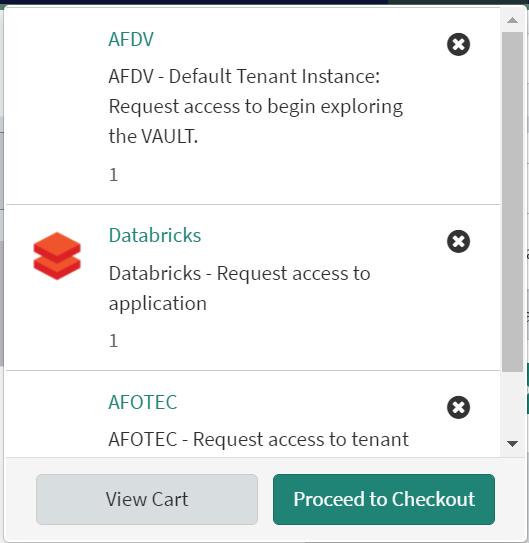 AFDV
AFDV - Default Tenant Instance:
Request access to begin exploring
the VAULT.
1
Databricks
Databricks - Request access to
application
1
AFOTEC
AFOTEC - Request access to tenant
View Cart
Proceed to Checkout